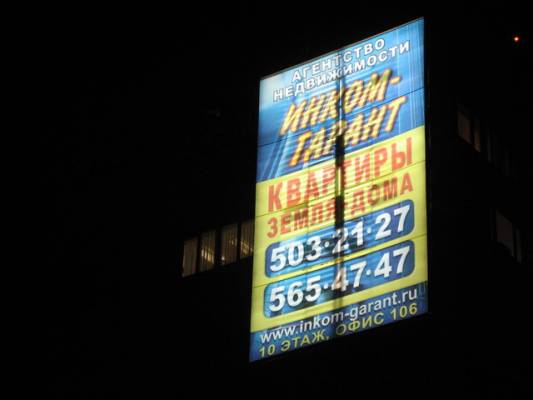 АГЕНТСТВО
НЕДВИЖИМОСТИ
ИНКОМ-
ГАРАНТ
КВАРТИРЫ
ЗЕМЛЯ ДОМА
503·21·27
565·47·47
www.inkom-garant.ru
10 ЭТАЖ, ОФИС 106